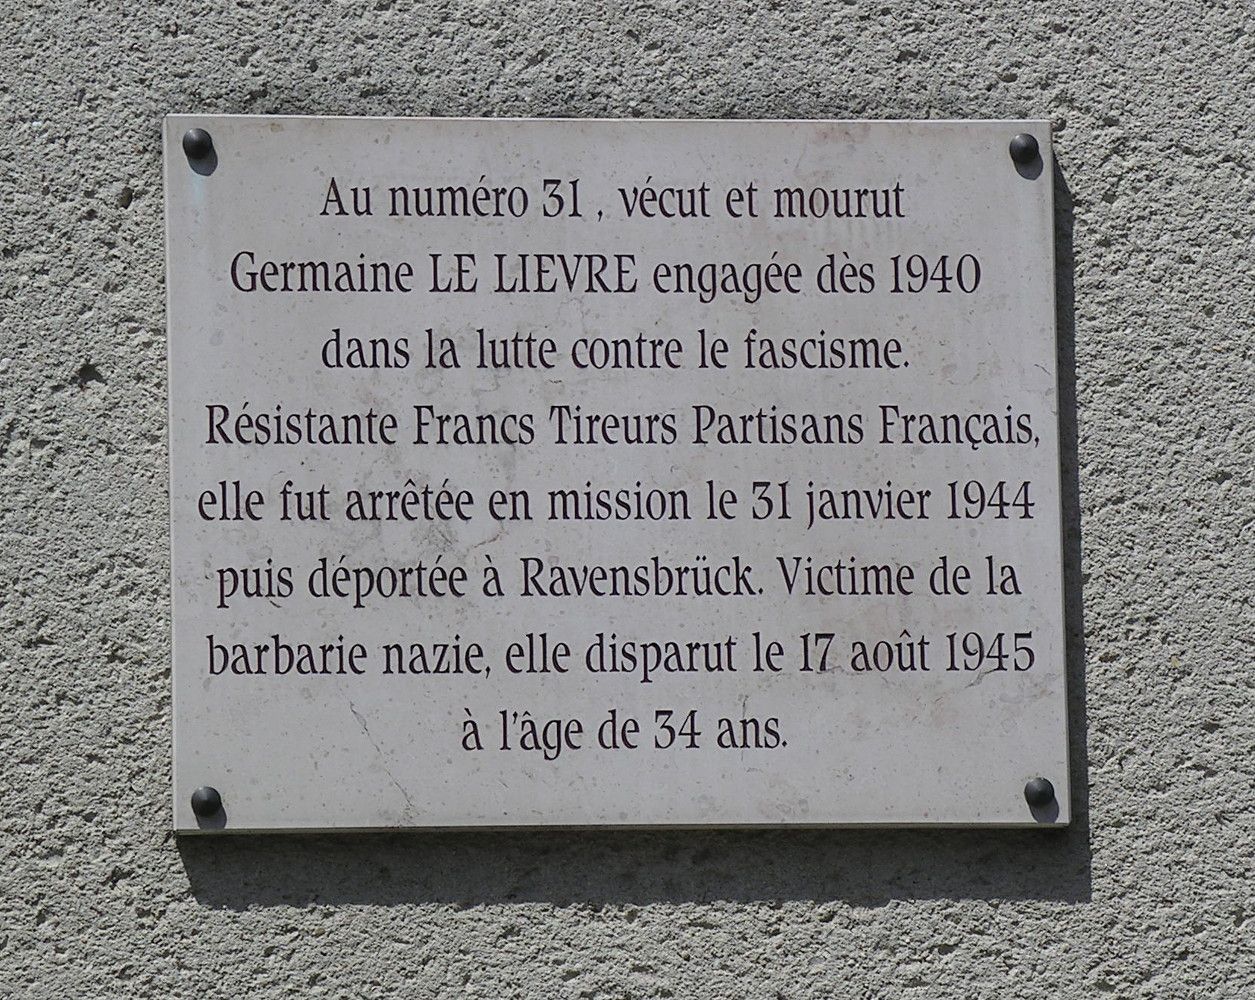 Au numéro 31 , vécut et mourut
Germaine LE LIEVRE engagée dès 1940
dans la lutte contre le fascisme.
Résistante Francs Tireurs Partisans Français,
elle fut arrêtée en mission le 31 janvier 1944
puis déportée à Ravensbrück. Victime de la
barbarie nazie, elle disparut le 17 août 1945
à l'âge de 34 ans.